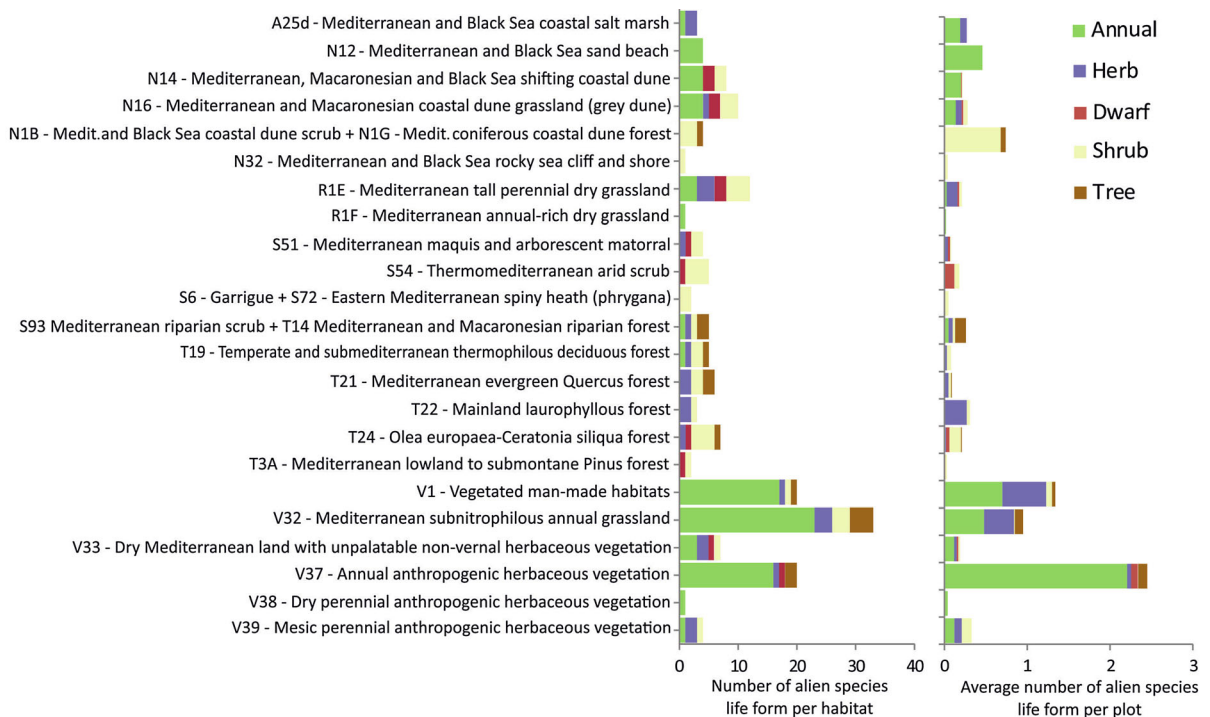 A25d - Mediterranean and Black Sea coastal salt marsh
N12 - Mediterranean and Black Sea sand beach
N14 - Mediterranean, Macaronesian and Black Sea shifting coastal dune
N16 - Mediterranean and Macaronesian coastal dune grassland (grey dune)
N1B - Medit.and Black Sea coastal dune scrub + N1G - Medit.coniferous coastal dune forest
N32 - Mediterranean and Black Sea rocky sea cliff and shore
R1E - Mediterranean tall perennial dry grassland
R1F - Mediterranean annual-rich dry grassland
S51 - Mediterranean maquis and arborescent matorral
S54 - Thermomediterranean arid scrub
S6 - Garrigue + S72 - Eastern Mediterranean spiny heath (phrygana)
S93 Mediterranean riparian scrub + T14 Mediterranean and Macaronesian riparian forest
T19 - Temperate and submediterranean thermophilous deciduous forest
T21 - Mediterranean evergreen Quercus forest
T22 - Mainland laurophyllous forest
T24 - Olea europaea-Ceratonia siliqua forest
T3A - Mediterranean lowland to submontane Pinus forest
V1 - Vegetated man-made habitats
V32 - Mediterranean subnitrophilous annual grassland
V33 - Dry Mediterranean land with unpalatable non-vernal herbaceous vegetation
V37 - Annual anthropogenic herbaceous vegetation
V38 - Dry perennial anthropogenic herbaceous vegetation
V39 - Mesic perennial anthropogenic herbaceous vegetation
0 10 20 30 40
Number of alien species
life form per habitat
0 1 2 3
Average number of alien species
life form per plot
Annual
Herb
Dwarf
Shrub
Tree